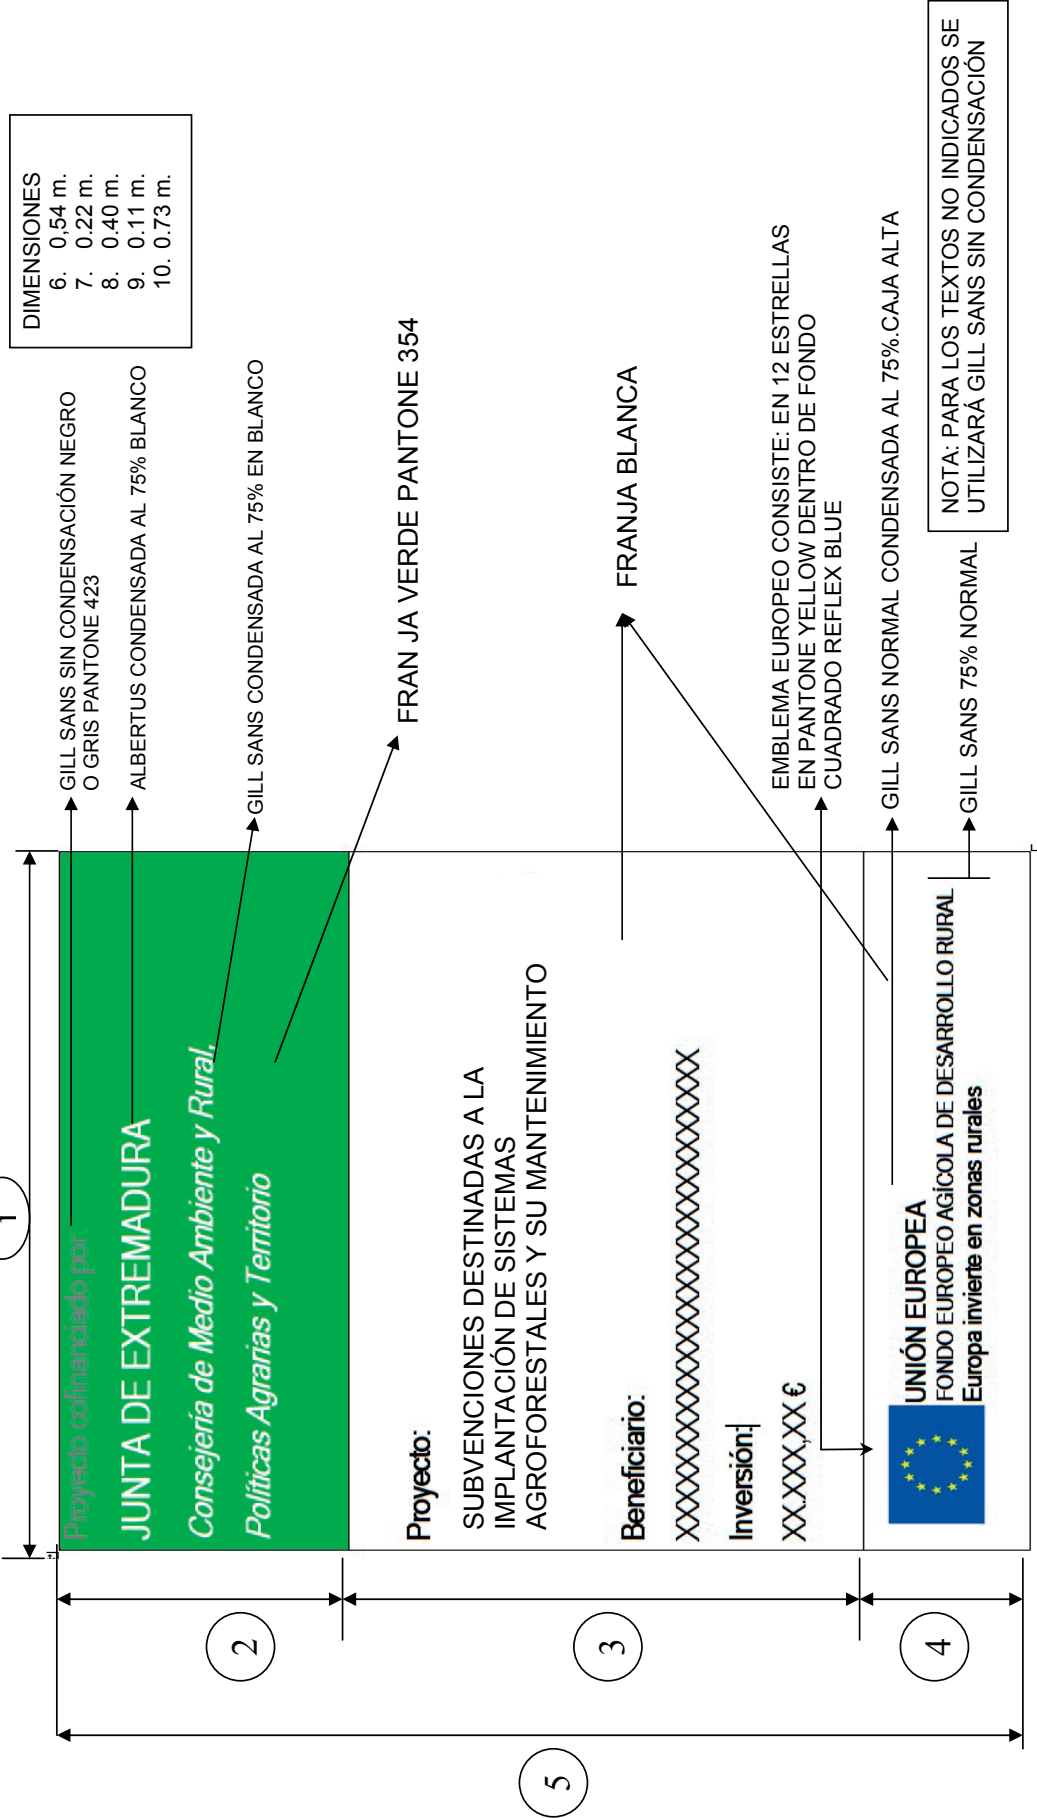 1
DIMENSIONES
6. 0,54 m.
7. 0.22 m.
8. 0.40 m.
9. 0.11 m.
10. 0.73 m.
Proyecto cofinanciado por:
JUNTA DE EXTREMADURA
Consejería de Medio Ambiente y Rural,
Políticas Agrarias y Territorio
GILL SANS SIN CONDENSACIÓN NEGRO
O GRIS PANTONE 423
ALBERTUS CONDENSADA AL 75% BLANCO
GILL SANS CONDENSADA AL 75% EN BLANCO
FRAN JA VERDE PANTONE 354
2
Proyecto:
SUBVENCIONES DESTINADAS A LA
IMPLANTACIÓN DE SISTEMAS
AGROFORESTALES Y SU MANTENIMIENTO
Beneficiario:
XXXXXXXXXXXXXXXXXXXXXXXXXXXXXX
Inversión:
XX.XXX,XX €
FRANJA BLANCA
3
EMBLEMA EUROPEO CONSISTE: EN 12 ESTRELLAS
EN PANTONE YELLOW DENTRO DE FONDO
CUADRADO REFLEX BLUE
UNIÓN EUROPEA
FONDO EUROPEO AGÍCOLA DE DESARROLLO RURAL
Europa invierte en zonas rurales
GILL SANS NORMAL CONDENSADA AL 75%.CAJA ALTA
GILL SANS 75% NORMAL
4
5
NOTA: PARA LOS TEXTOS NO INDICADOS SE
UTILIZARÁ GILL SANS SIN CONDENSACIÓN